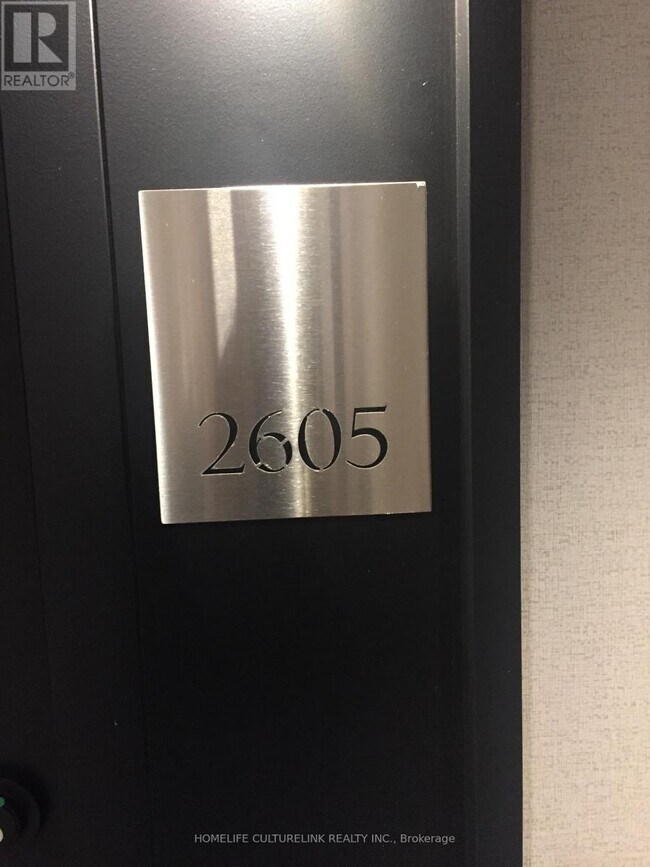 R
REALTOR®
2605
HOMELIFE CULTURELINK REALTY INC., Brokerage